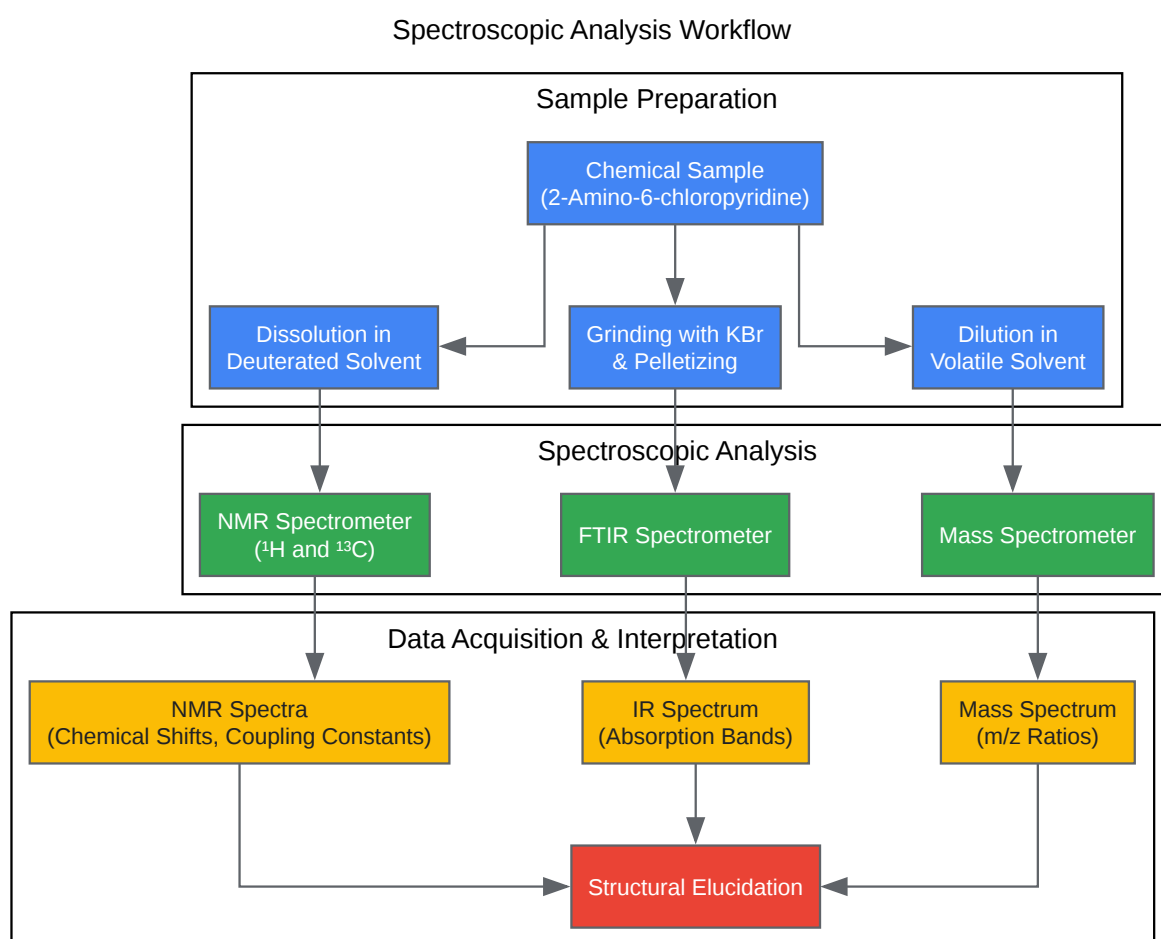 Spectroscopic Analysis Workflow
Sample Preparation
Chemical Sample
(2-Amino-6-chloropyridine)
Dissolution in
Deuterated Solvent
Grinding with KBr
& Pelletizing
Dilution in
Volatile Solvent
Spectroscopic Analysis
NMR Spectrometer
(¹H and ¹³C)
FTIR Spectrometer
Mass Spectrometer
Data Acquisition & Interpretation
NMR Spectra
(Chemical Shifts, Coupling Constants)
IR Spectrum
(Absorption Bands)
Mass Spectrum
(m/z Ratios)
Structural Elucidation